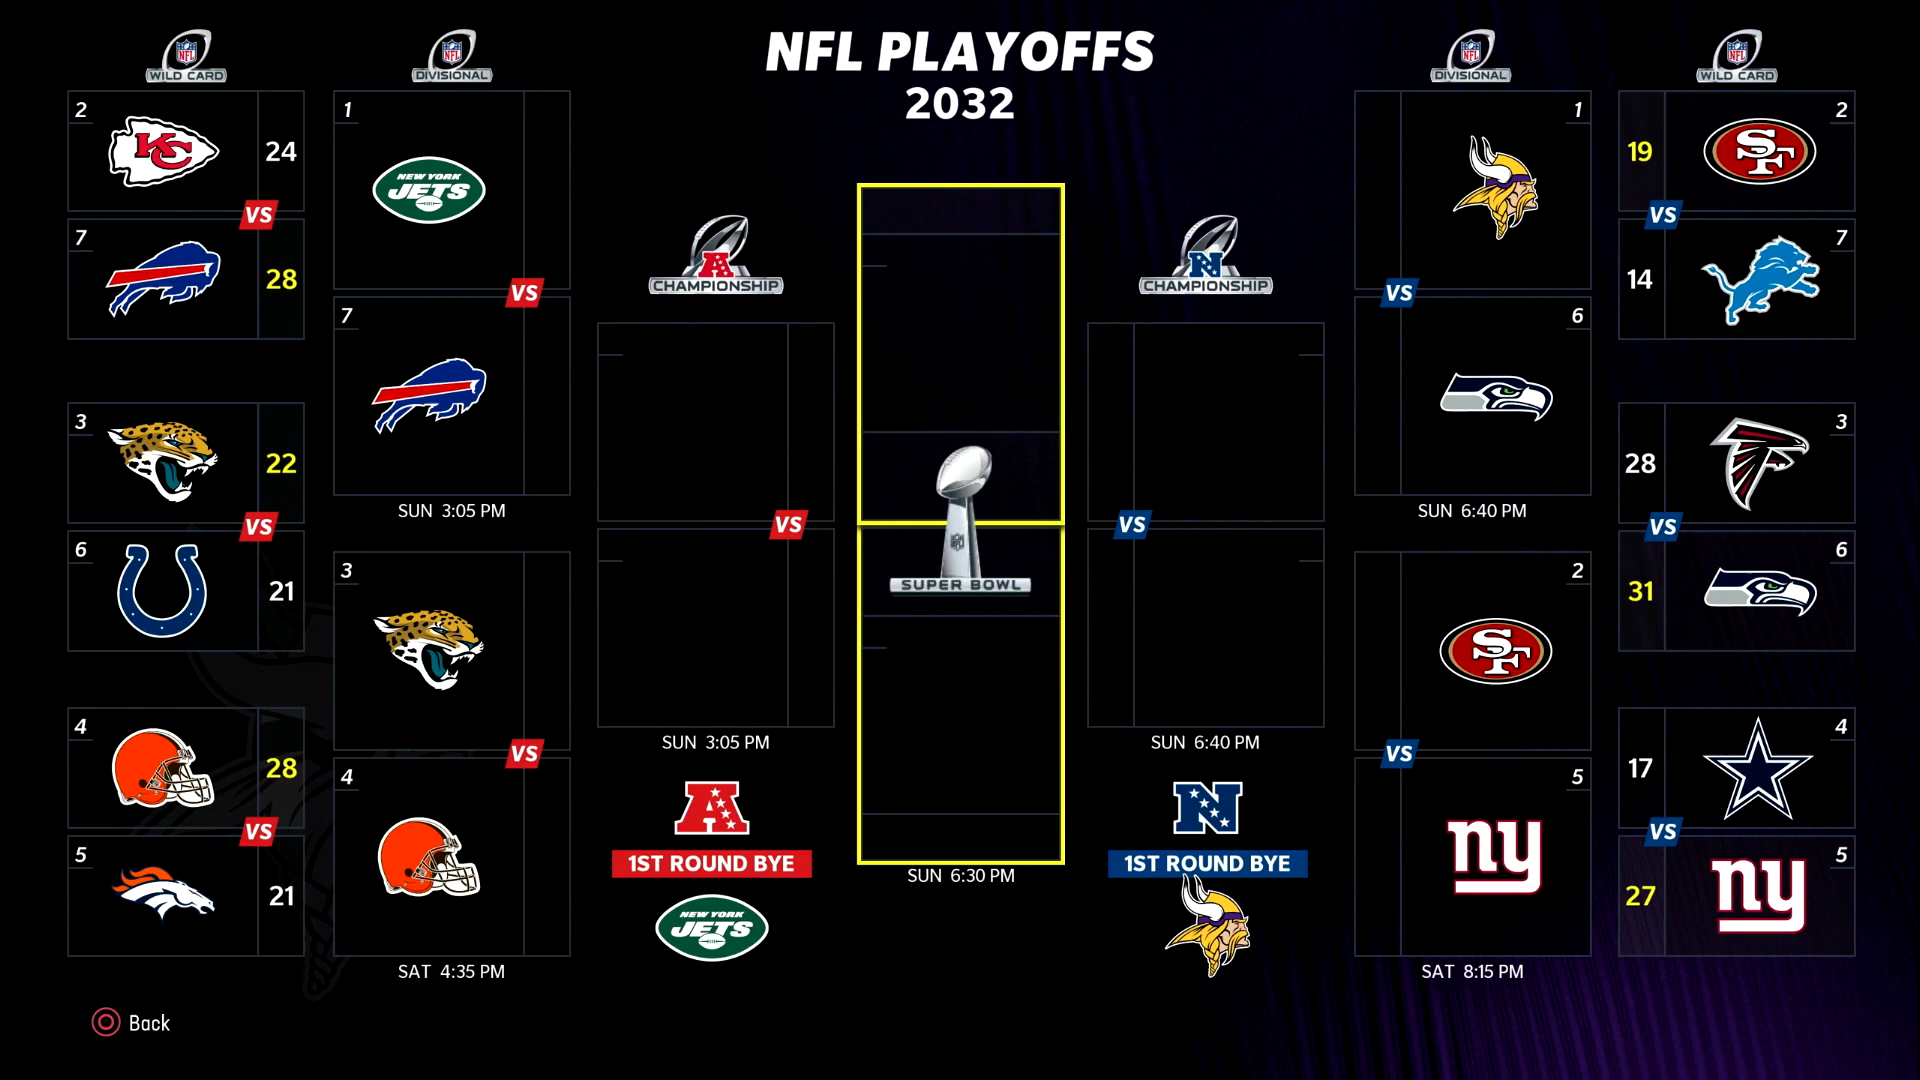 NFL PLAYOFFS
2032
WILD CARD
2
KC
24
VS
7
28
3
22
VS
6
21
4
28
VS
5
21
DIVISIONAL
1
NEW YORK
JETS
VS
7
SUN 3:05 PM
3
VS
4
SAT 4:35 PM
A
CHAMPIONSHIP
VS
SUN 3:05 PM
A
1ST ROUND BYE
NEW YORK
JETS
NFL
SUPER BOWL
SUN 6:30 PM
N
CHAMPIONSHIP
VS
SUN 6:40 PM
N
1ST ROUND BYE
DIVISIONAL
1
VS
6
SUN 6:40 PM
2
SF
VS
5
ny
SAT 8:15 PM
WILD CARD
19
SF
2
VS
14
7
28
3
VS
31
6
17
4
VS
27
ny
5
Back